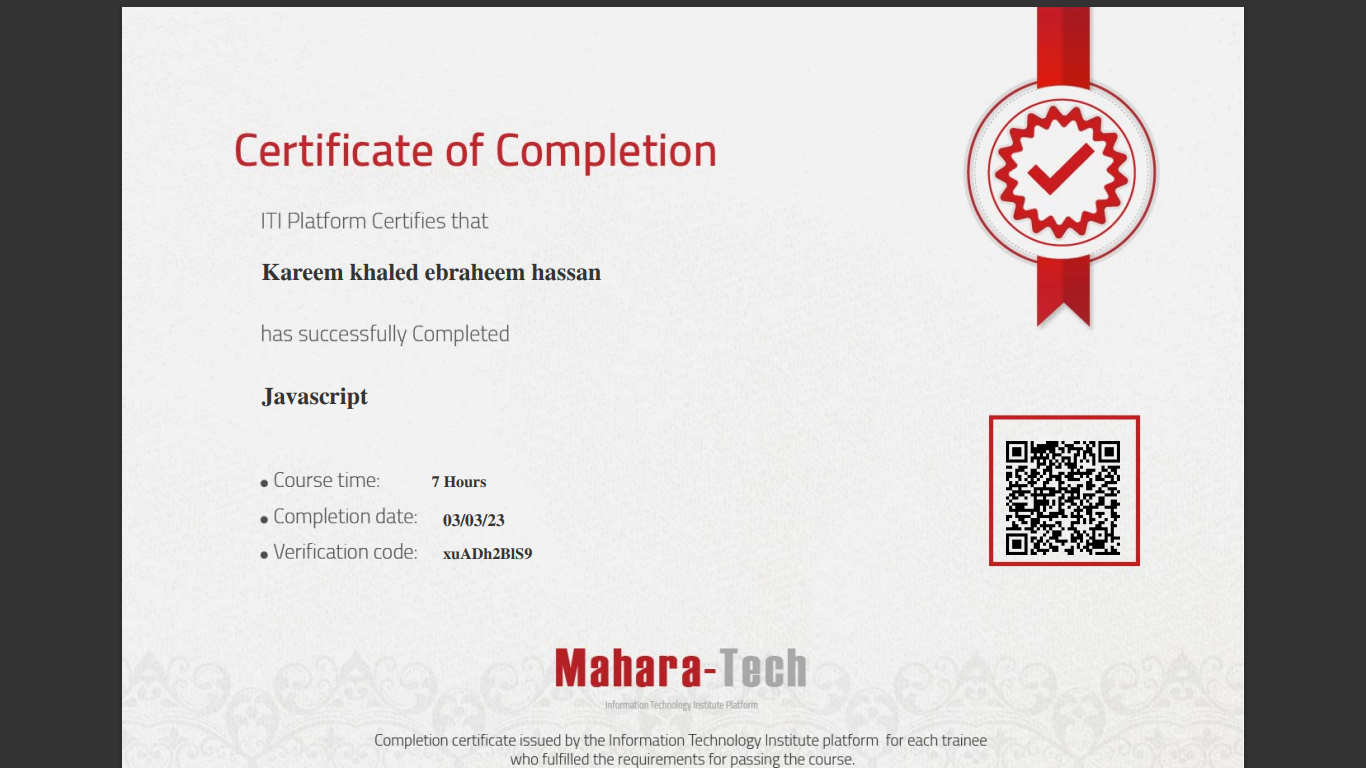 Certificate of Completion
ITI Platform Certifies that
Kareem khaled ebraheem hassan
has successfully Completed
Javascript
Course time: 7 Hours
Completion date: 03/03/23
Verification code: xuADh2BlS9
Mahara-Tech
Information Technology Institute Platform
Completion certificate issued by the Information Technology Institute platform for each trainee
who fulfilled the requirements for passing the course.